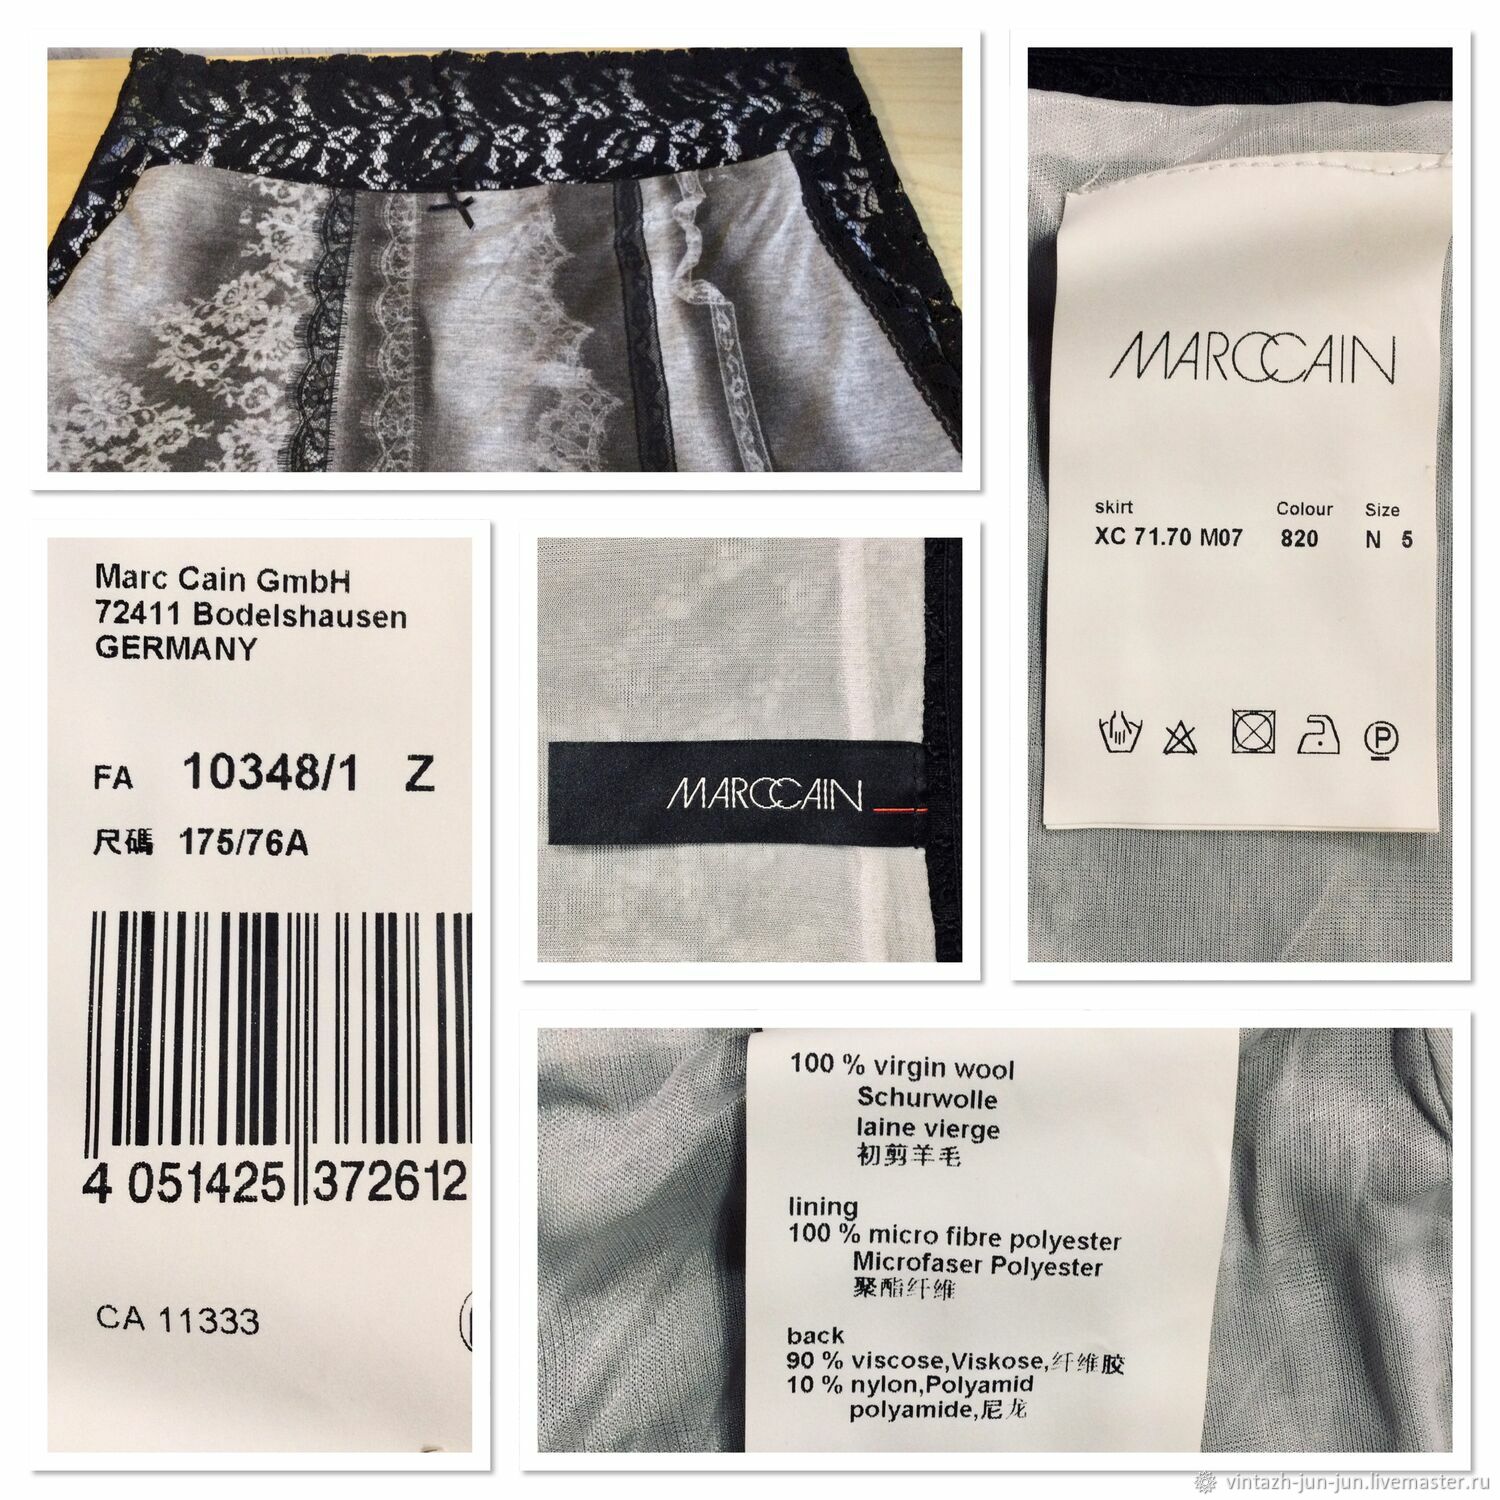 MARCCAIN
skirt Colour Size
XC 71.70 M07 820 N 5
P
Marc Cain GmbH
72411 Bodelshausen
GERMANY
FA 10348/1 Z
尺碼 175/76A
4 051425 372612
CA 11333
MARCCAIN
100 % virgin wool
Schurwolle
laine vierge
初剪羊毛
lining
100 % micro fibre polyester
Microfaser Polyester
聚酯纤维
back
90 % viscose,Viskose,纤维胶
10 % nylon,Polyamid
polyamide,尼龙
vintazh-jun-jun.livemaster.ru